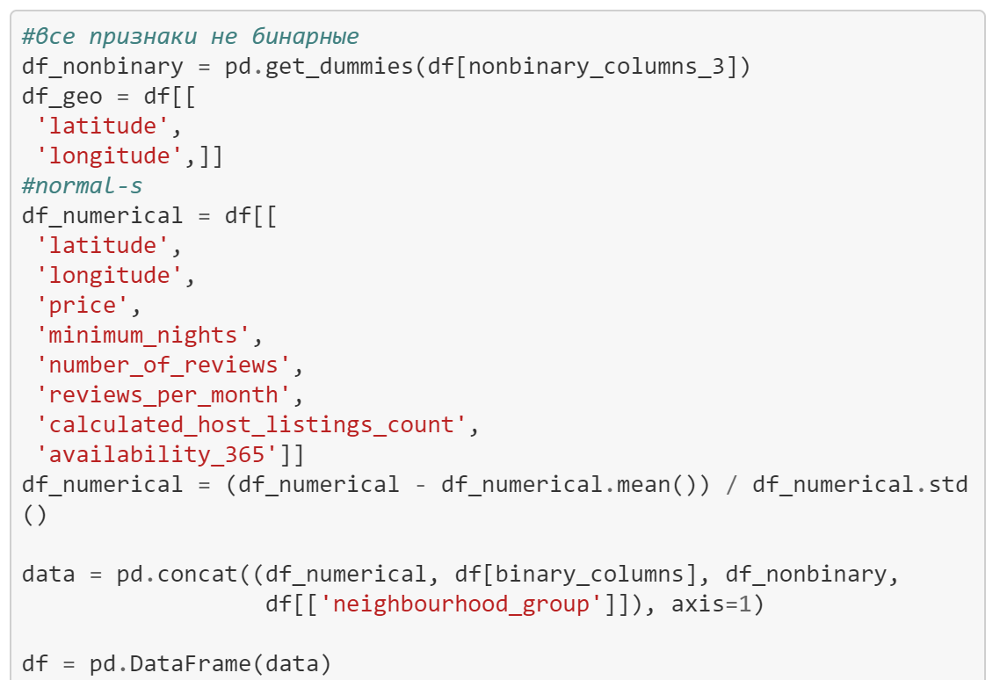 #все признаки не бинарные
df_nonbinary = pd.get_dummies(df[nonbinary_columns_3])
df_geo = df[[
 'latitude',
 'longitude',]]
#normal-s
df_numerical = df[[
 'latitude',
 'longitude',
 'price',
 'minimum_nights',
 'number_of_reviews',
 'reviews_per_month',
 'calculated_host_listings_count',
 'availability_365']]
df_numerical = (df_numerical - df_numerical.mean()) / df_numerical.std
()
data = pd.concat((df_numerical, df[binary_columns], df_nonbinary,
                  df[['neighbourhood_group']]), axis=1)
df = pd.DataFrame(data)